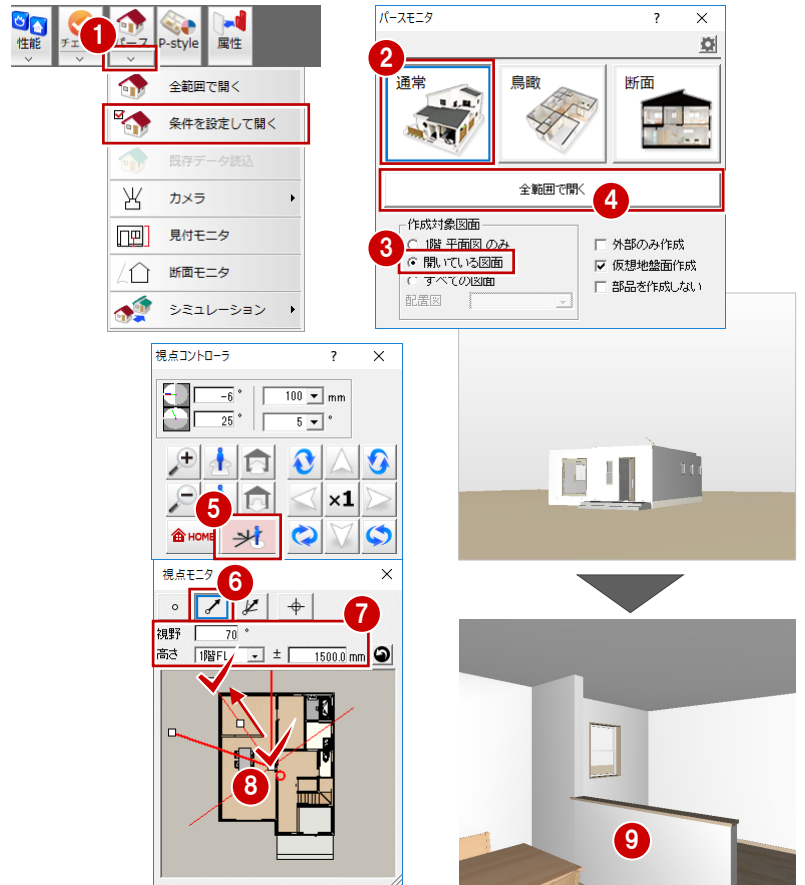 性能
チェ
パース
P-style
属性
1
全範囲で開く
条件を設定して開く
既存データ読込
カメラ
見付モニタ
断面モニタ
シミュレーション
パースモニタ
?
2
通常
鳥瞰
断面
全範囲で開く
4
作成対象図面
3
1階 平面図 のみ
開いている図面
すべての図面
配置図
外部のみ作成
仮想地盤面作成
部品を作成しない
視点コントローラ
?
-6 °
100 mm
25 °
5 °
×1
5
HOME
視点モニタ
6
7
視野 70 °
高さ 1階FL ± 1500.0 mm
8
9